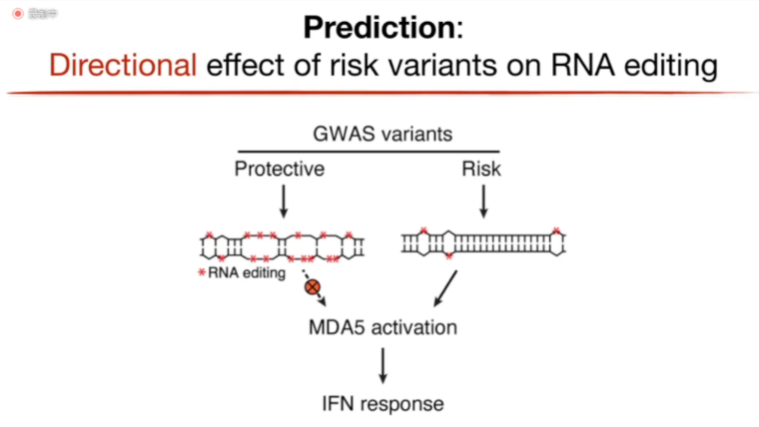 Prediction:
Directional effect of risk variants on RNA editing
GWAS variants
Protective
Risk
*RNA editing
MDA5 activation
IFN response